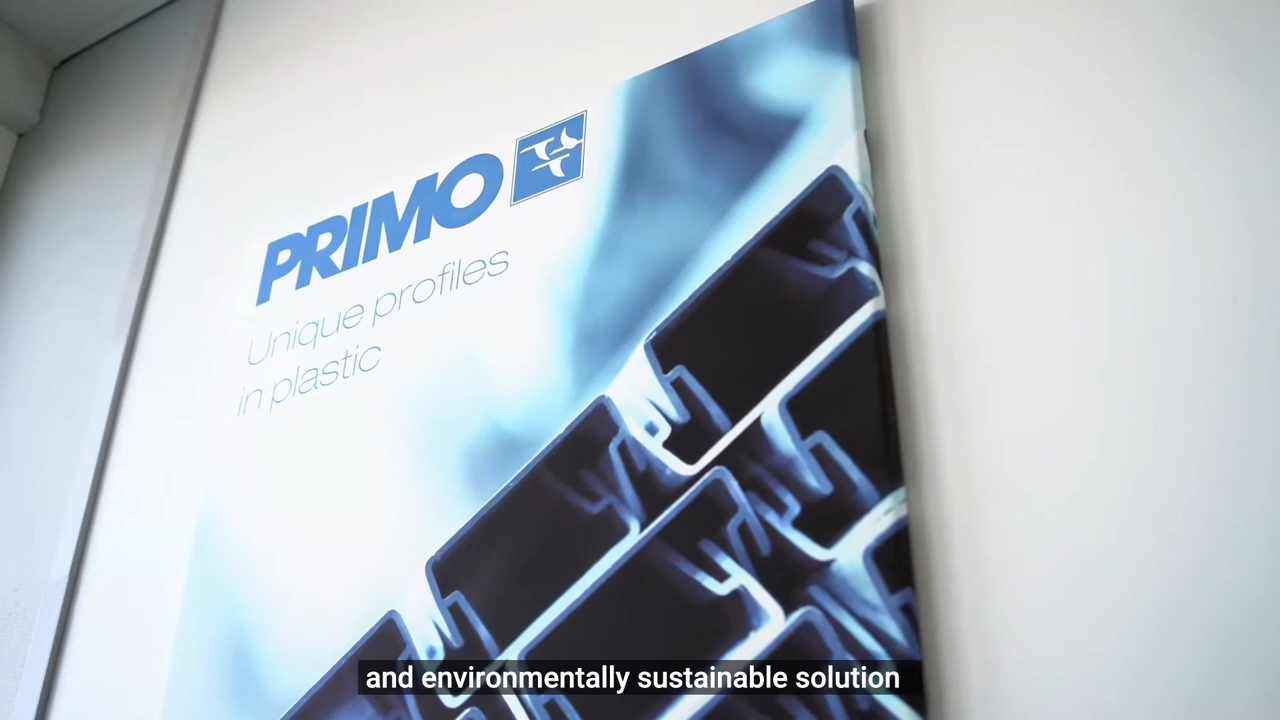 PRIMO
Unique profiles
in plastic
and environmentally sustainable solution